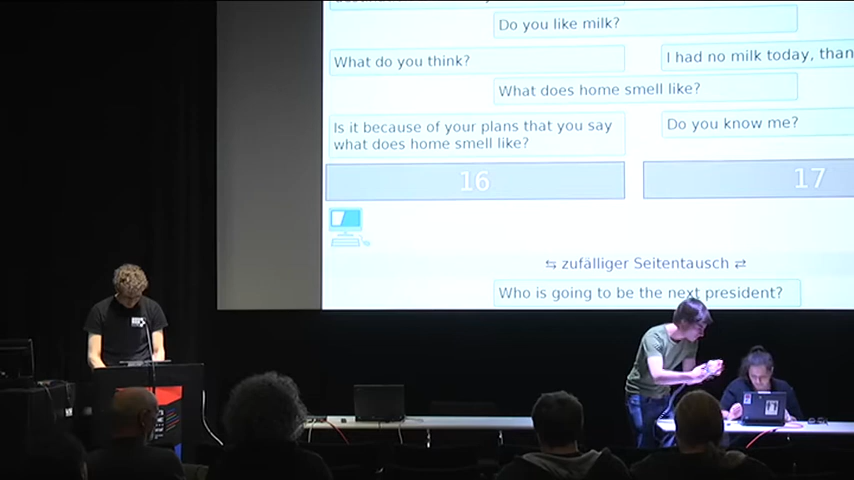 Do you like milk?
What do you think?
I had no milk today, than
What does home smell like?
Is it because of your plans that you say
what does home smell like?
Do you know me?
16
17
⇆ zufälliger Seitentausch ⇄
Who is going to be the next president?